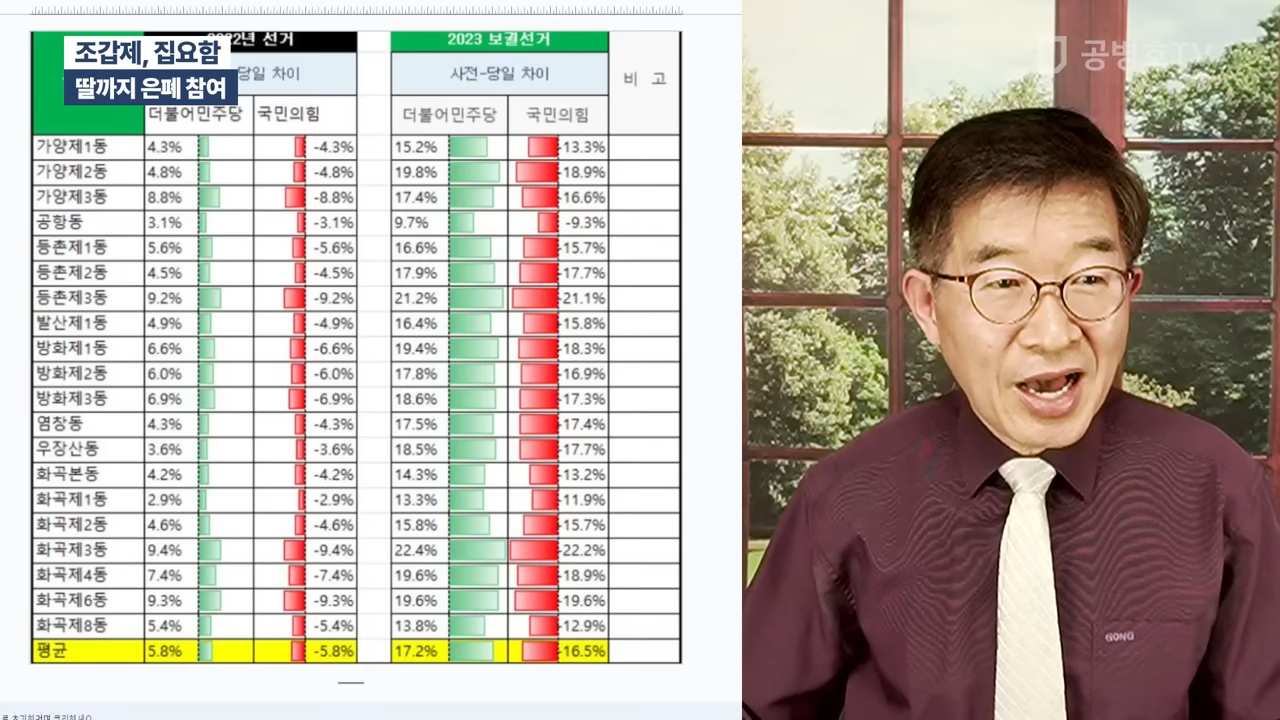 조갑제, 집요함
딸까지 은폐 참여
22년 선거
2023 보궐선거
당일 차이
사전-당일 차이
비 고
더불어민주당 국민의힘 더불어민주당 국민의힘
가양제1동 4.3% -4.3% 15.2% -13.3%
가양제2동 4.8% -4.8% 19.8% -18.9%
가양제3동 8.8% -8.8% 17.4% -16.6%
공항동 3.1% -3.1% 9.7% -9.3%
등촌제1동 5.6% -5.6% 16.6% -15.7%
등촌제2동 4.5% -4.5% 17.9% -17.7%
등촌제3동 9.2% -9.2% 21.2% -21.1%
발산제1동 4.9% -4.9% 16.4% -15.8%
방화제1동 6.6% -6.6% 19.4% -18.3%
방화제2동 6.0% -6.0% 17.8% -16.9%
방화제3동 6.9% -6.9% 18.6% -17.3%
염창동 4.3% -4.3% 17.5% -17.4%
우장산동 3.6% -3.6% 18.5% -17.7%
화곡본동 4.2% -4.2% 14.3% -13.2%
화곡제1동 2.9% -2.9% 13.3% -11.9%
화곡제2동 4.6% -4.6% 15.8% -15.7%
화곡제3동 9.4% -9.4% 22.4% -22.2%
화곡제4동 7.4% -7.4% 19.6% -18.9%
화곡제6동 9.3% -9.3% 19.6% -19.6%
화곡제8동 5.4% -5.4% 13.8% -12.9%
평균 5.8% -5.8% 17.2% -16.5%
공병호TV
GONG